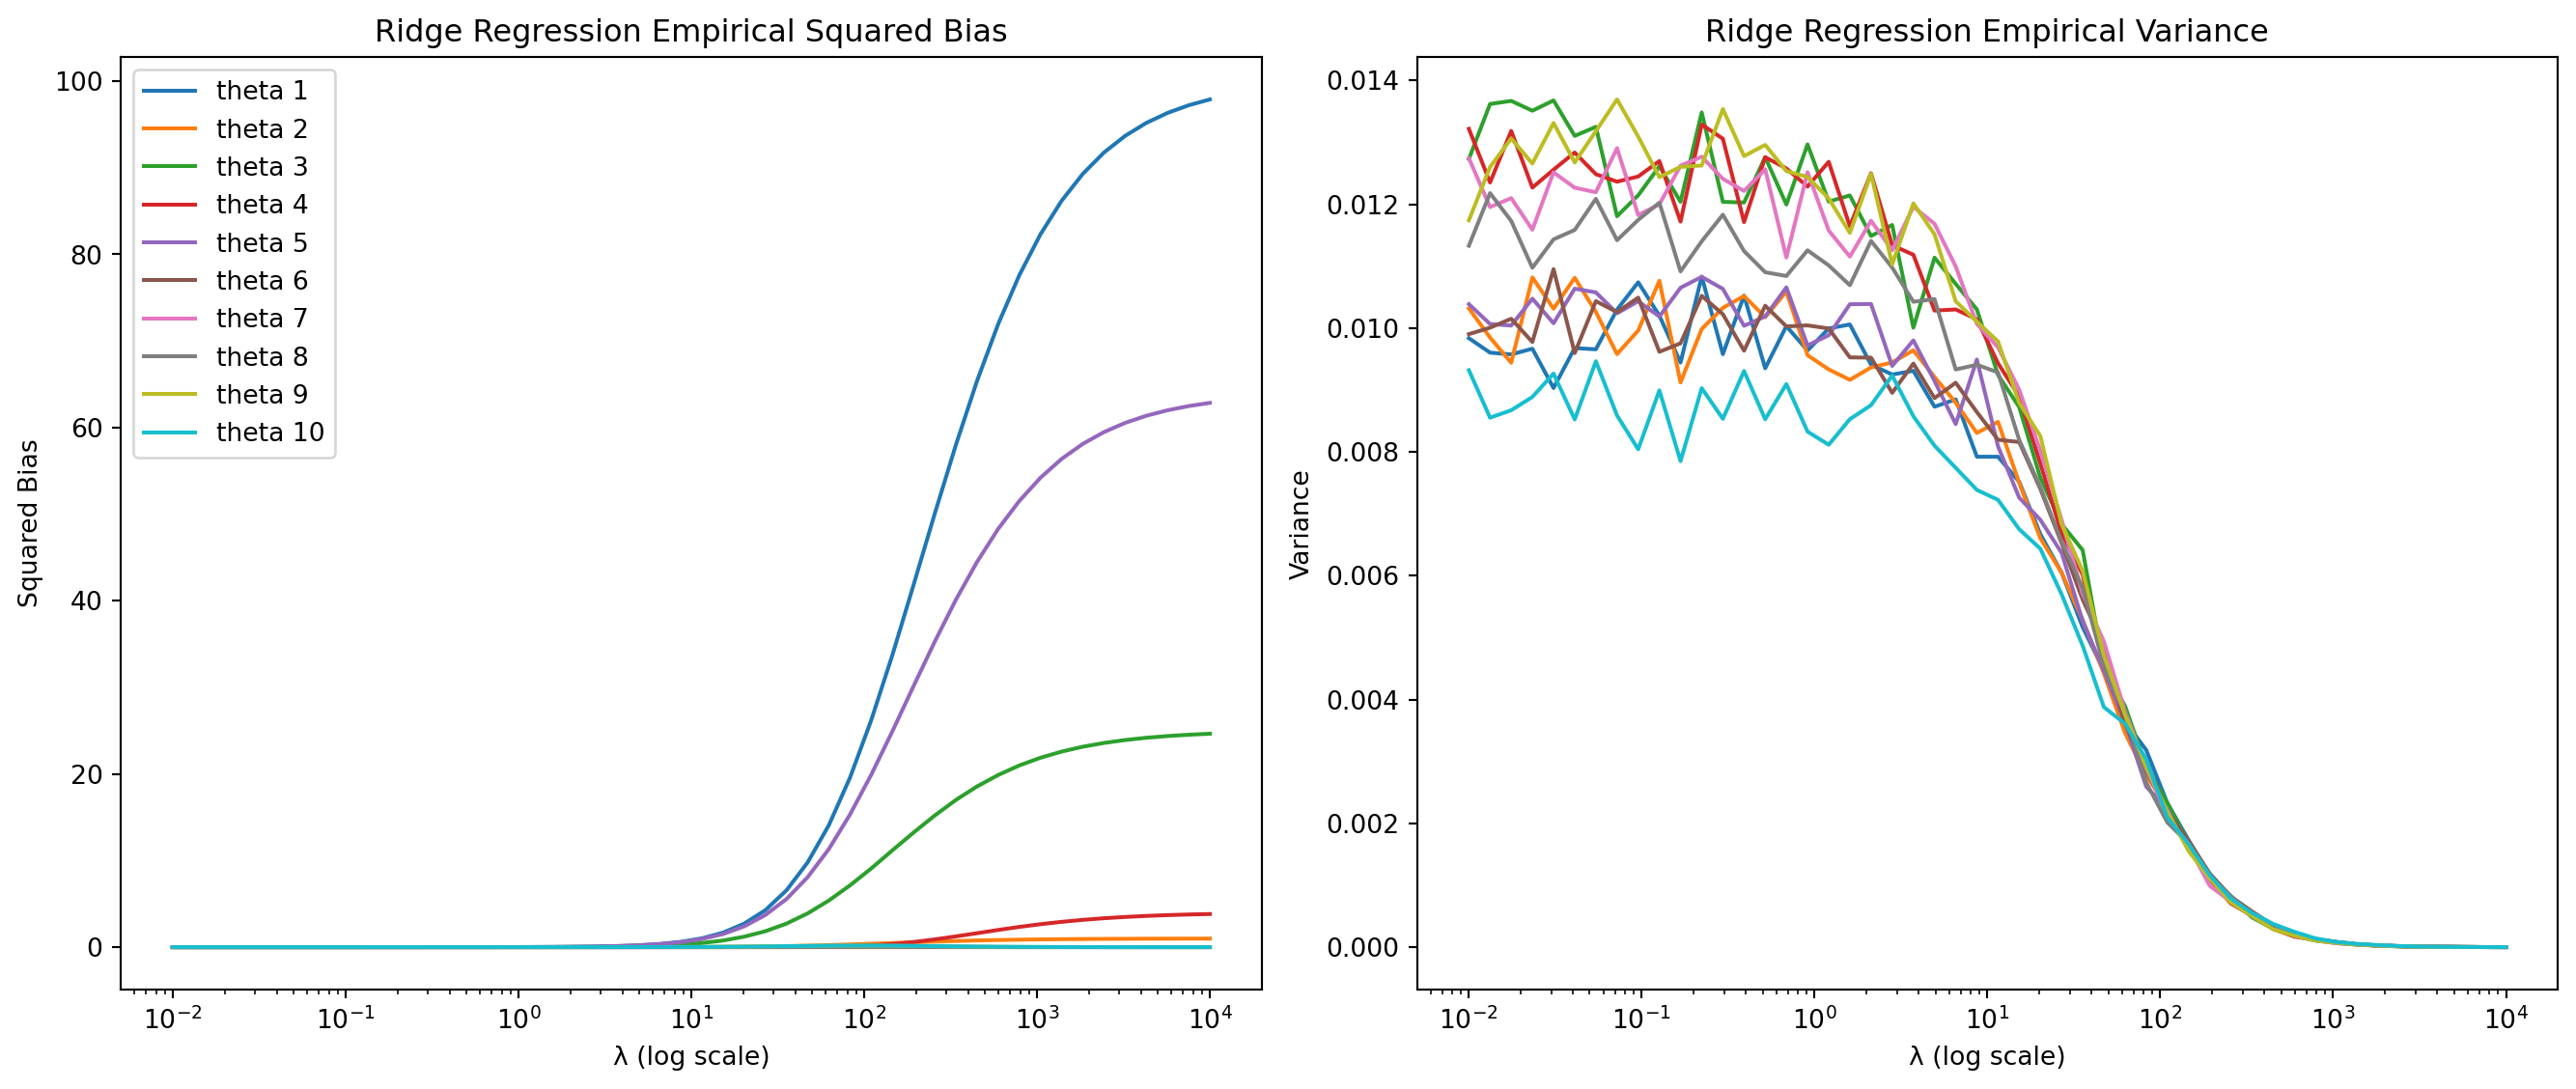 Ridge Regression Empirical Squared Bias
100
80
60
40
20
0
Squared Bias
theta 1
theta 2
theta 3
theta 4
theta 5
theta 6
theta 7
theta 8
theta 9
theta 10
10⁻²
10⁻¹
10⁰
10¹
10²
10³
10⁴
λ (log scale)
Ridge Regression Empirical Variance
0.014
0.012
0.010
0.008
0.006
0.004
0.002
0.000
Variance
10⁻²
10⁻¹
10⁰
10¹
10²
10³
10⁴
λ (log scale)